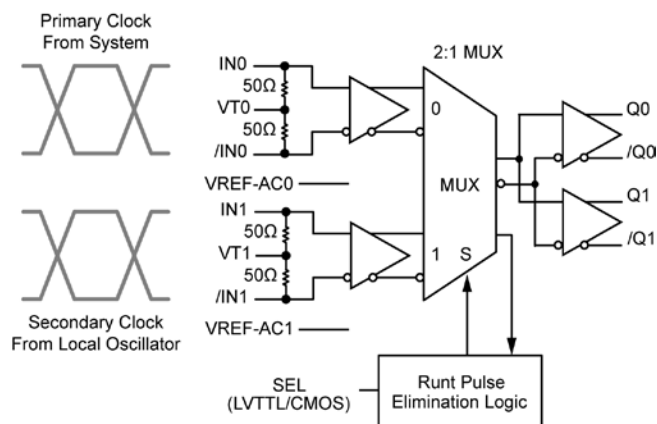 Primary Clock
From System
IN0
50Ω
VT0
50Ω
/IN0
VREF-AC0
2:1 MUX
0
MUX
1
S
Q0
/Q0
Q1
/Q1
IN1
50Ω
VT1
50Ω
/IN1
VREF-AC1
Secondary Clock
From Local Oscillator
SEL
(LVTTL/CMOS)
Runt Pulse
Elimination Logic